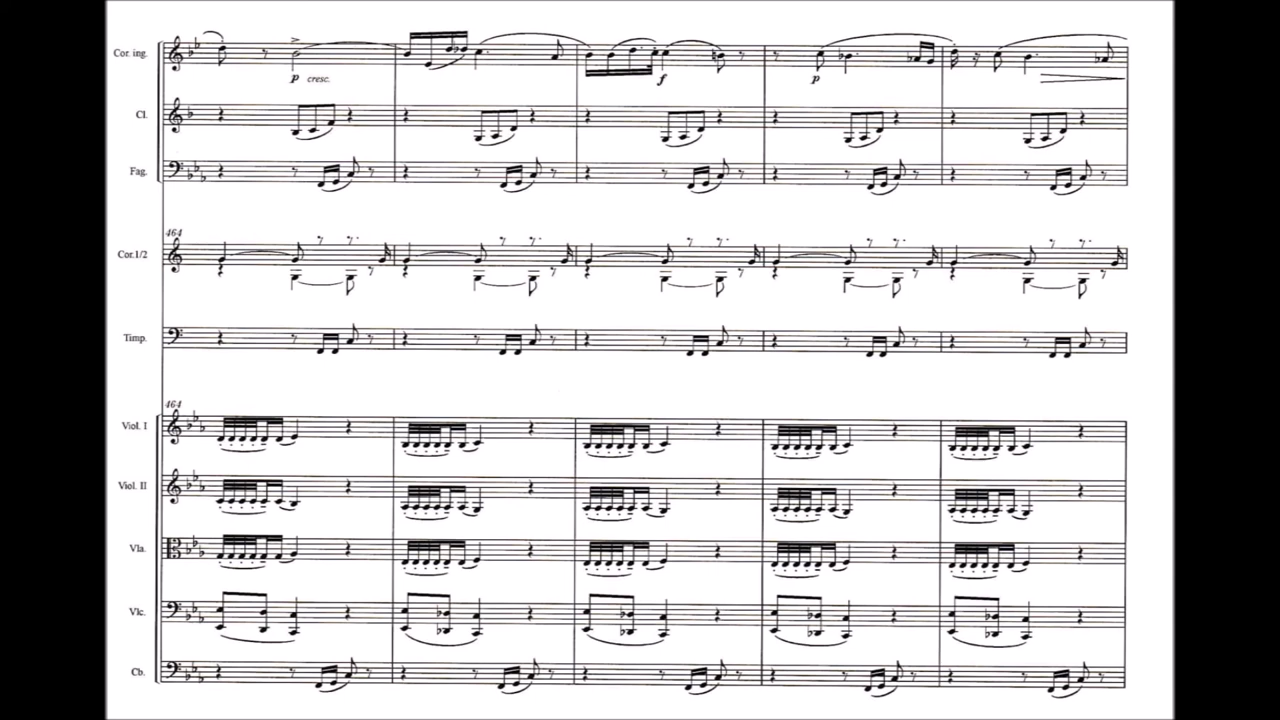 Cor. ing.
p cresc.
f
p
Cl.
Fag.
464
Cor.1/2
Timp.
464
Viol. I
Viol. II
Vla.
Vlc.
Cb.